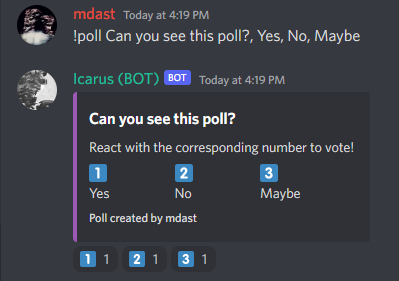 mdast Today at 4:19 PM
!poll Can you see this poll?, Yes, No, Maybe
Icarus (BOT) BOT Today at 4:19 PM
Can you see this poll?
React with the corresponding number to vote!
1 2 3
Yes No Maybe
Poll created by mdast
1 1 2 1 3 1